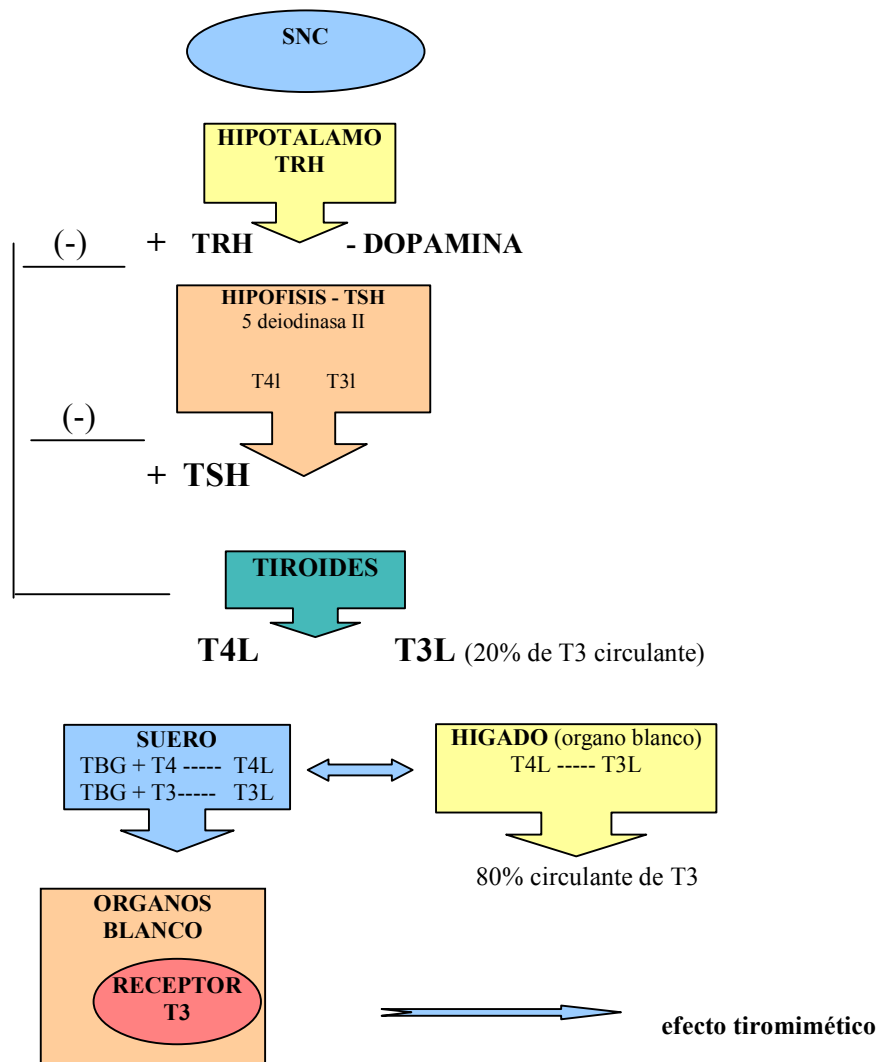 SNC
HIPOTALAMO
TRH
(-) + TRH - DOPAMINA
HIPOFISIS - TSH
5 deiodinasa II
T4l T3l
(-)
+ TSH
TIROIDES
T4L T3L (20% de T3 circulante)
SUERO
TBG + T4 ----- T4L
TBG + T3----- T3L
HIGADO (organo blanco)
T4L ----- T3L
80% circulante de T3
ORGANOS
BLANCO
RECEPTOR
T3
efecto tiromimético